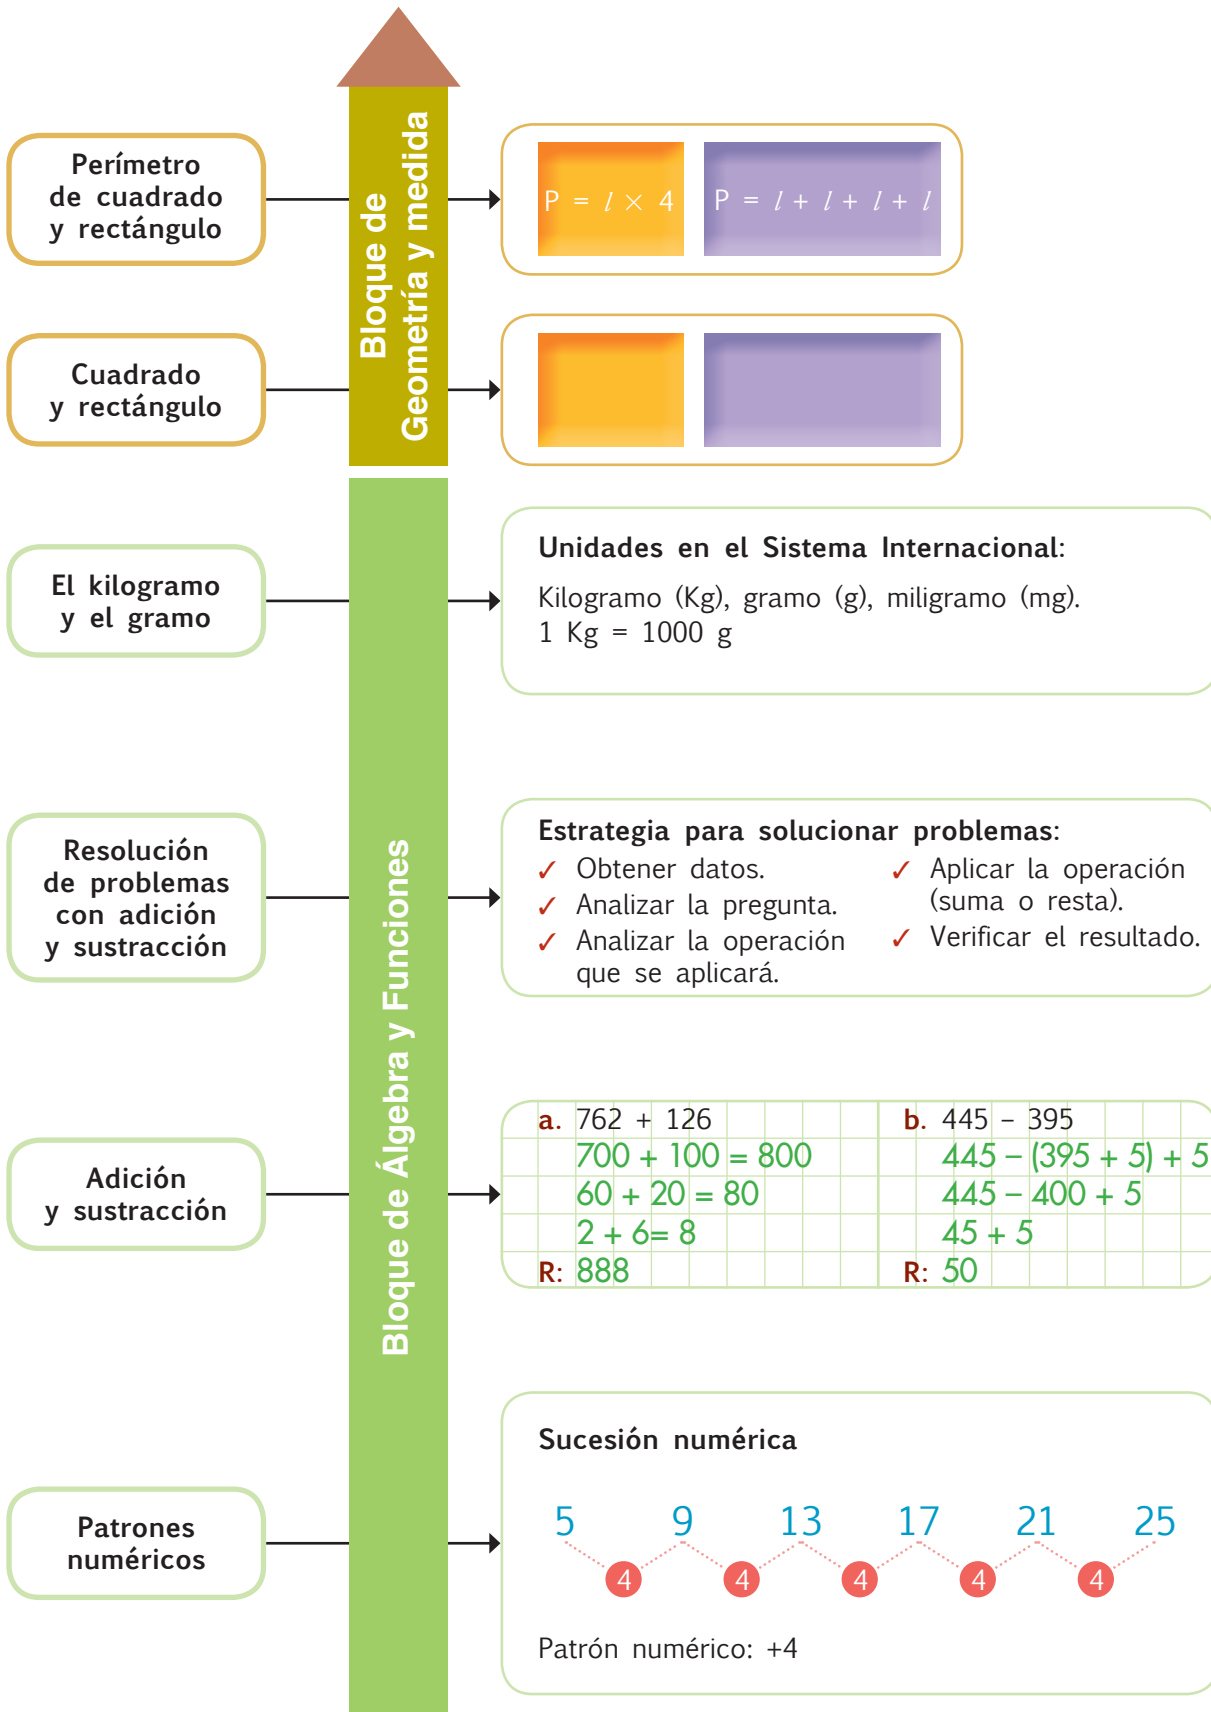 Perímetro
de cuadrado
y rectángulo
Bloque de
Geometría y medida
P = l × 4
P = l + l + l + l
Cuadrado
y rectángulo
El kilogramo
y el gramo
Unidades en el Sistema Internacional:
Kilogramo (Kg), gramo (g), miligramo (mg).
1 Kg = 1000 g
Bloque de Álgebra y Funciones
Resolución
de problemas
con adición
y sustracción
Estrategia para solucionar problemas:
✓ Obtener datos.
✓ Analizar la pregunta.
✓ Analizar la operación
que se aplicará.
✓ Aplicar la operación
(suma o resta).
✓ Verificar el resultado.
Adición
y sustracción
a. 762 + 126
700 + 100 = 800
60 + 20 = 80
2 + 6= 8
R: 888
b. 445 – 395
445 – (395 + 5) + 5
445 – 400 + 5
45 + 5
R: 50
Patrones
numéricos
Sucesión numérica
5 9 13 17 21 25
4 4 4 4 4
Patrón numérico: +4